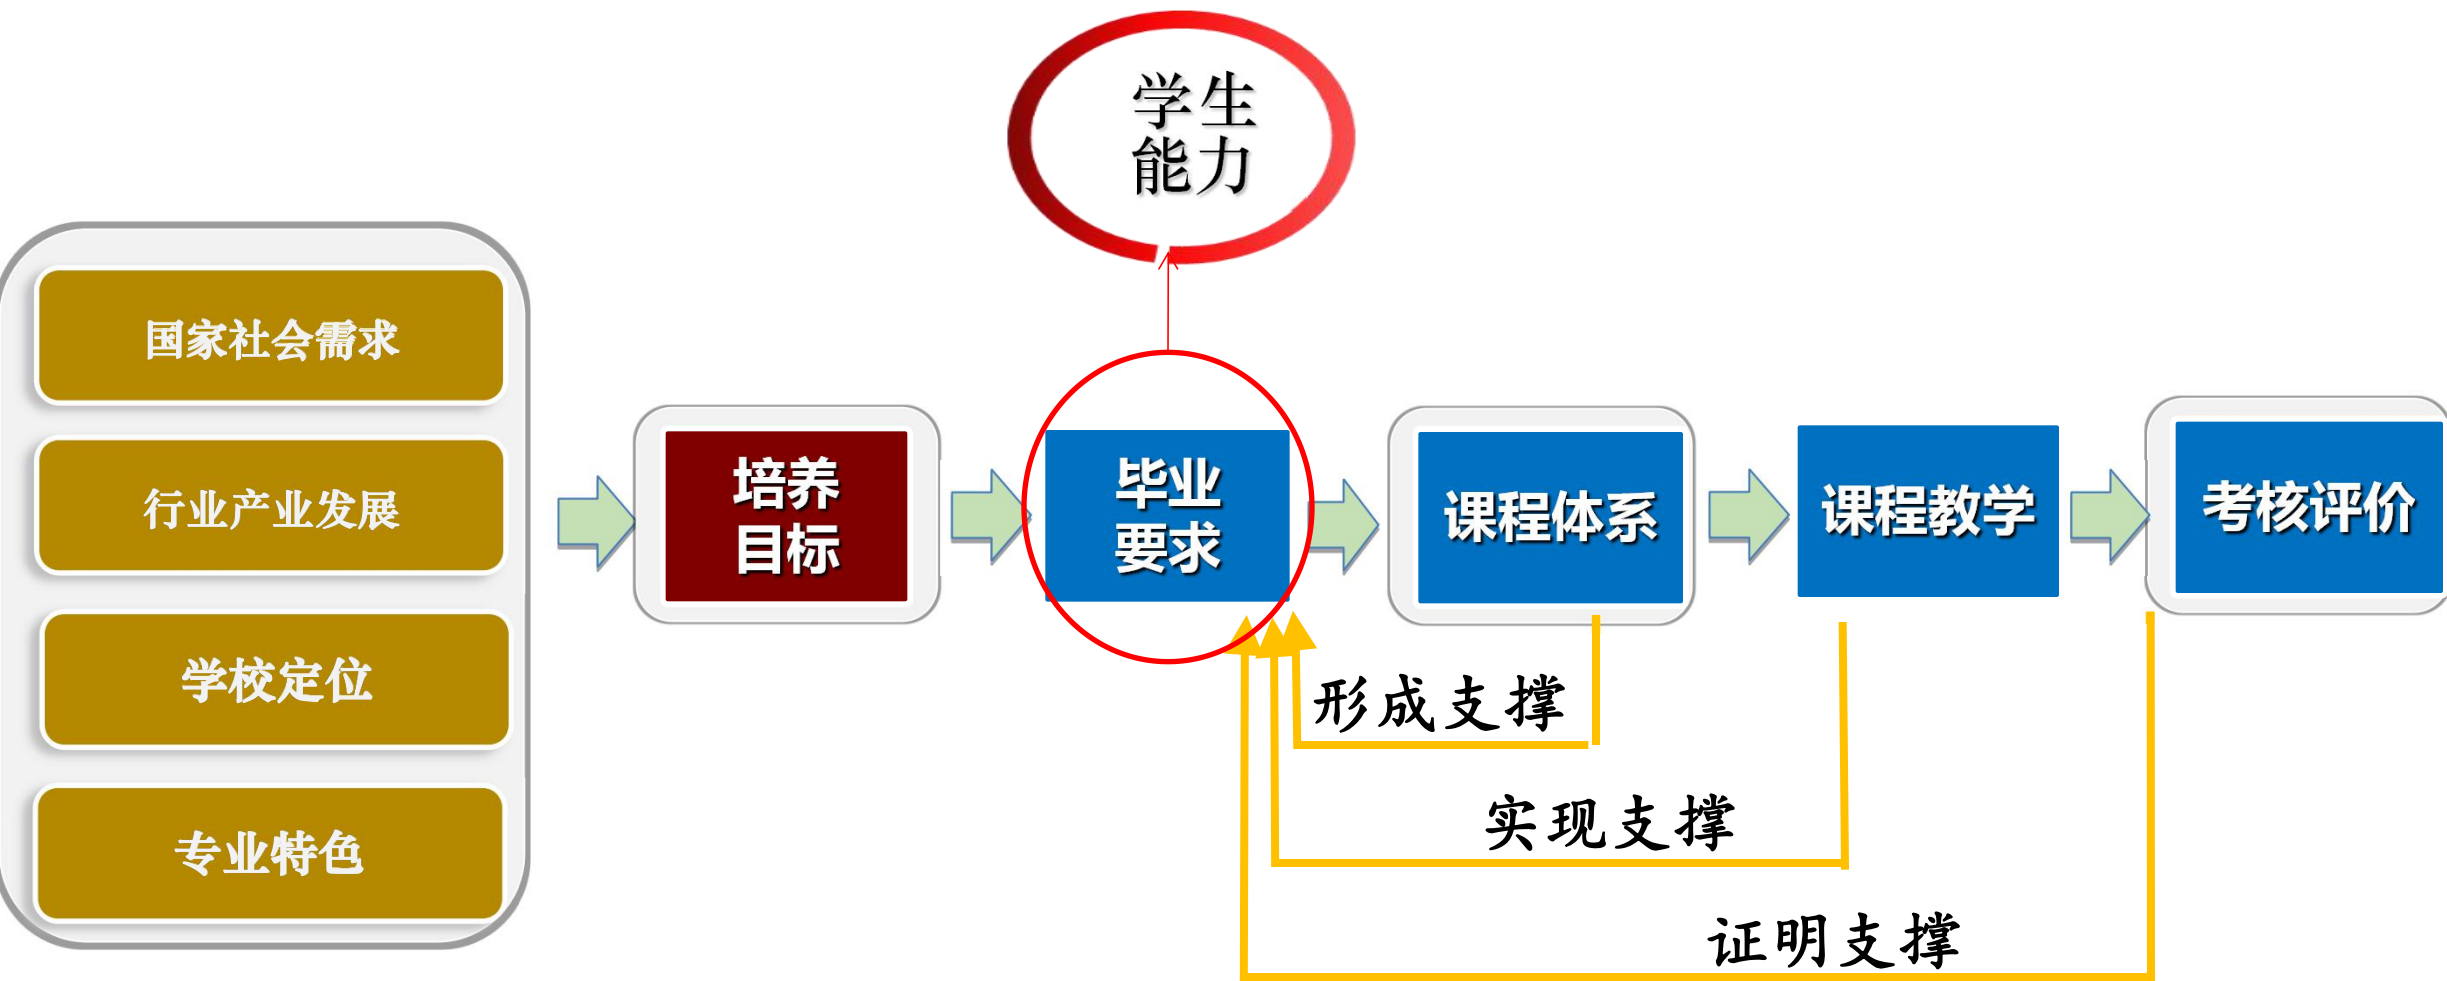 学生
能力
国家社会需求
行业产业发展
学校定位
专业特色
培养
目标
毕业
要求
课程体系
课程教学
考核评价
形成支撑
实现支撑
证明支撑